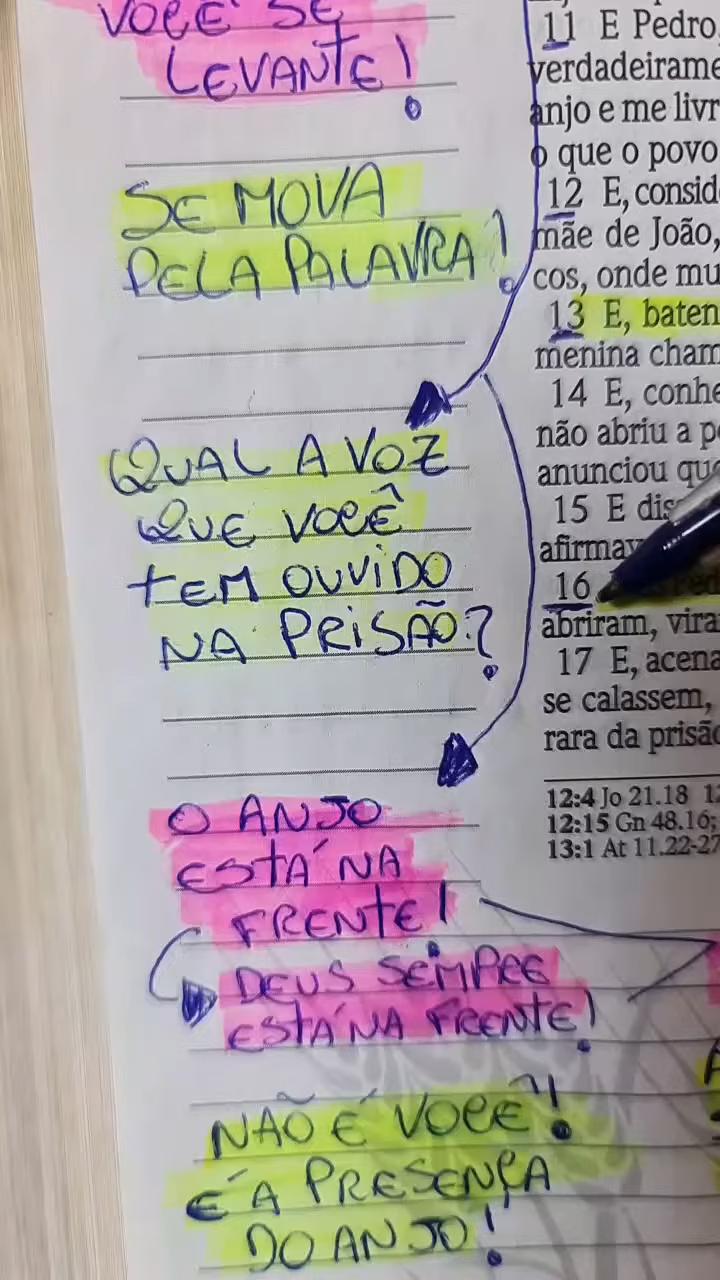 VOCÊ SE
LEVANTE!
SE MOVA
PELA PALAVRA!
QUAL A VOZ
QUE VOCÊ
TEM OUVIDO
NA PRISÃO?
O ANJO
ESTÁ NA
FRENTE!
DEUS SEMPRE
ESTÁ NA FRENTE!
NÃO É VOCÊ!
É A PRESENÇA
DO ANJO!
11 E Pedro,
verdadeirame
anjo e me livr
o que o povo
12 E, consid
mãe de João,
cos, onde mu
13 E, baten
menina cham
14 E, conhe
não abriu a p
anunciou qu
15 E dis
afirmav
16
abriram, vira
17 E, acena
se calassem,
rara da prisão
12:4 Jo 21.18 12
12:15 Gn 48.16;
13:1 At 11.22-27